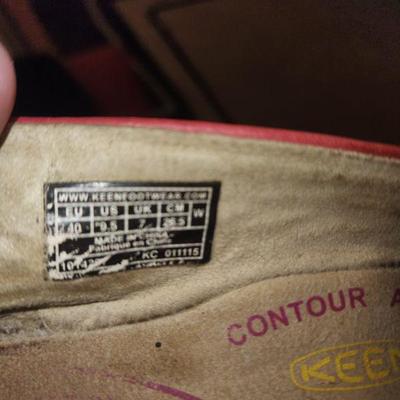 WWW.KEENFOOTWEAR.COM
EU US UK CM W
40 9.5 7 26.5
MADE IN CHINA
Fabriqué en Chine
KC 011115
CONTOUR
KEEN